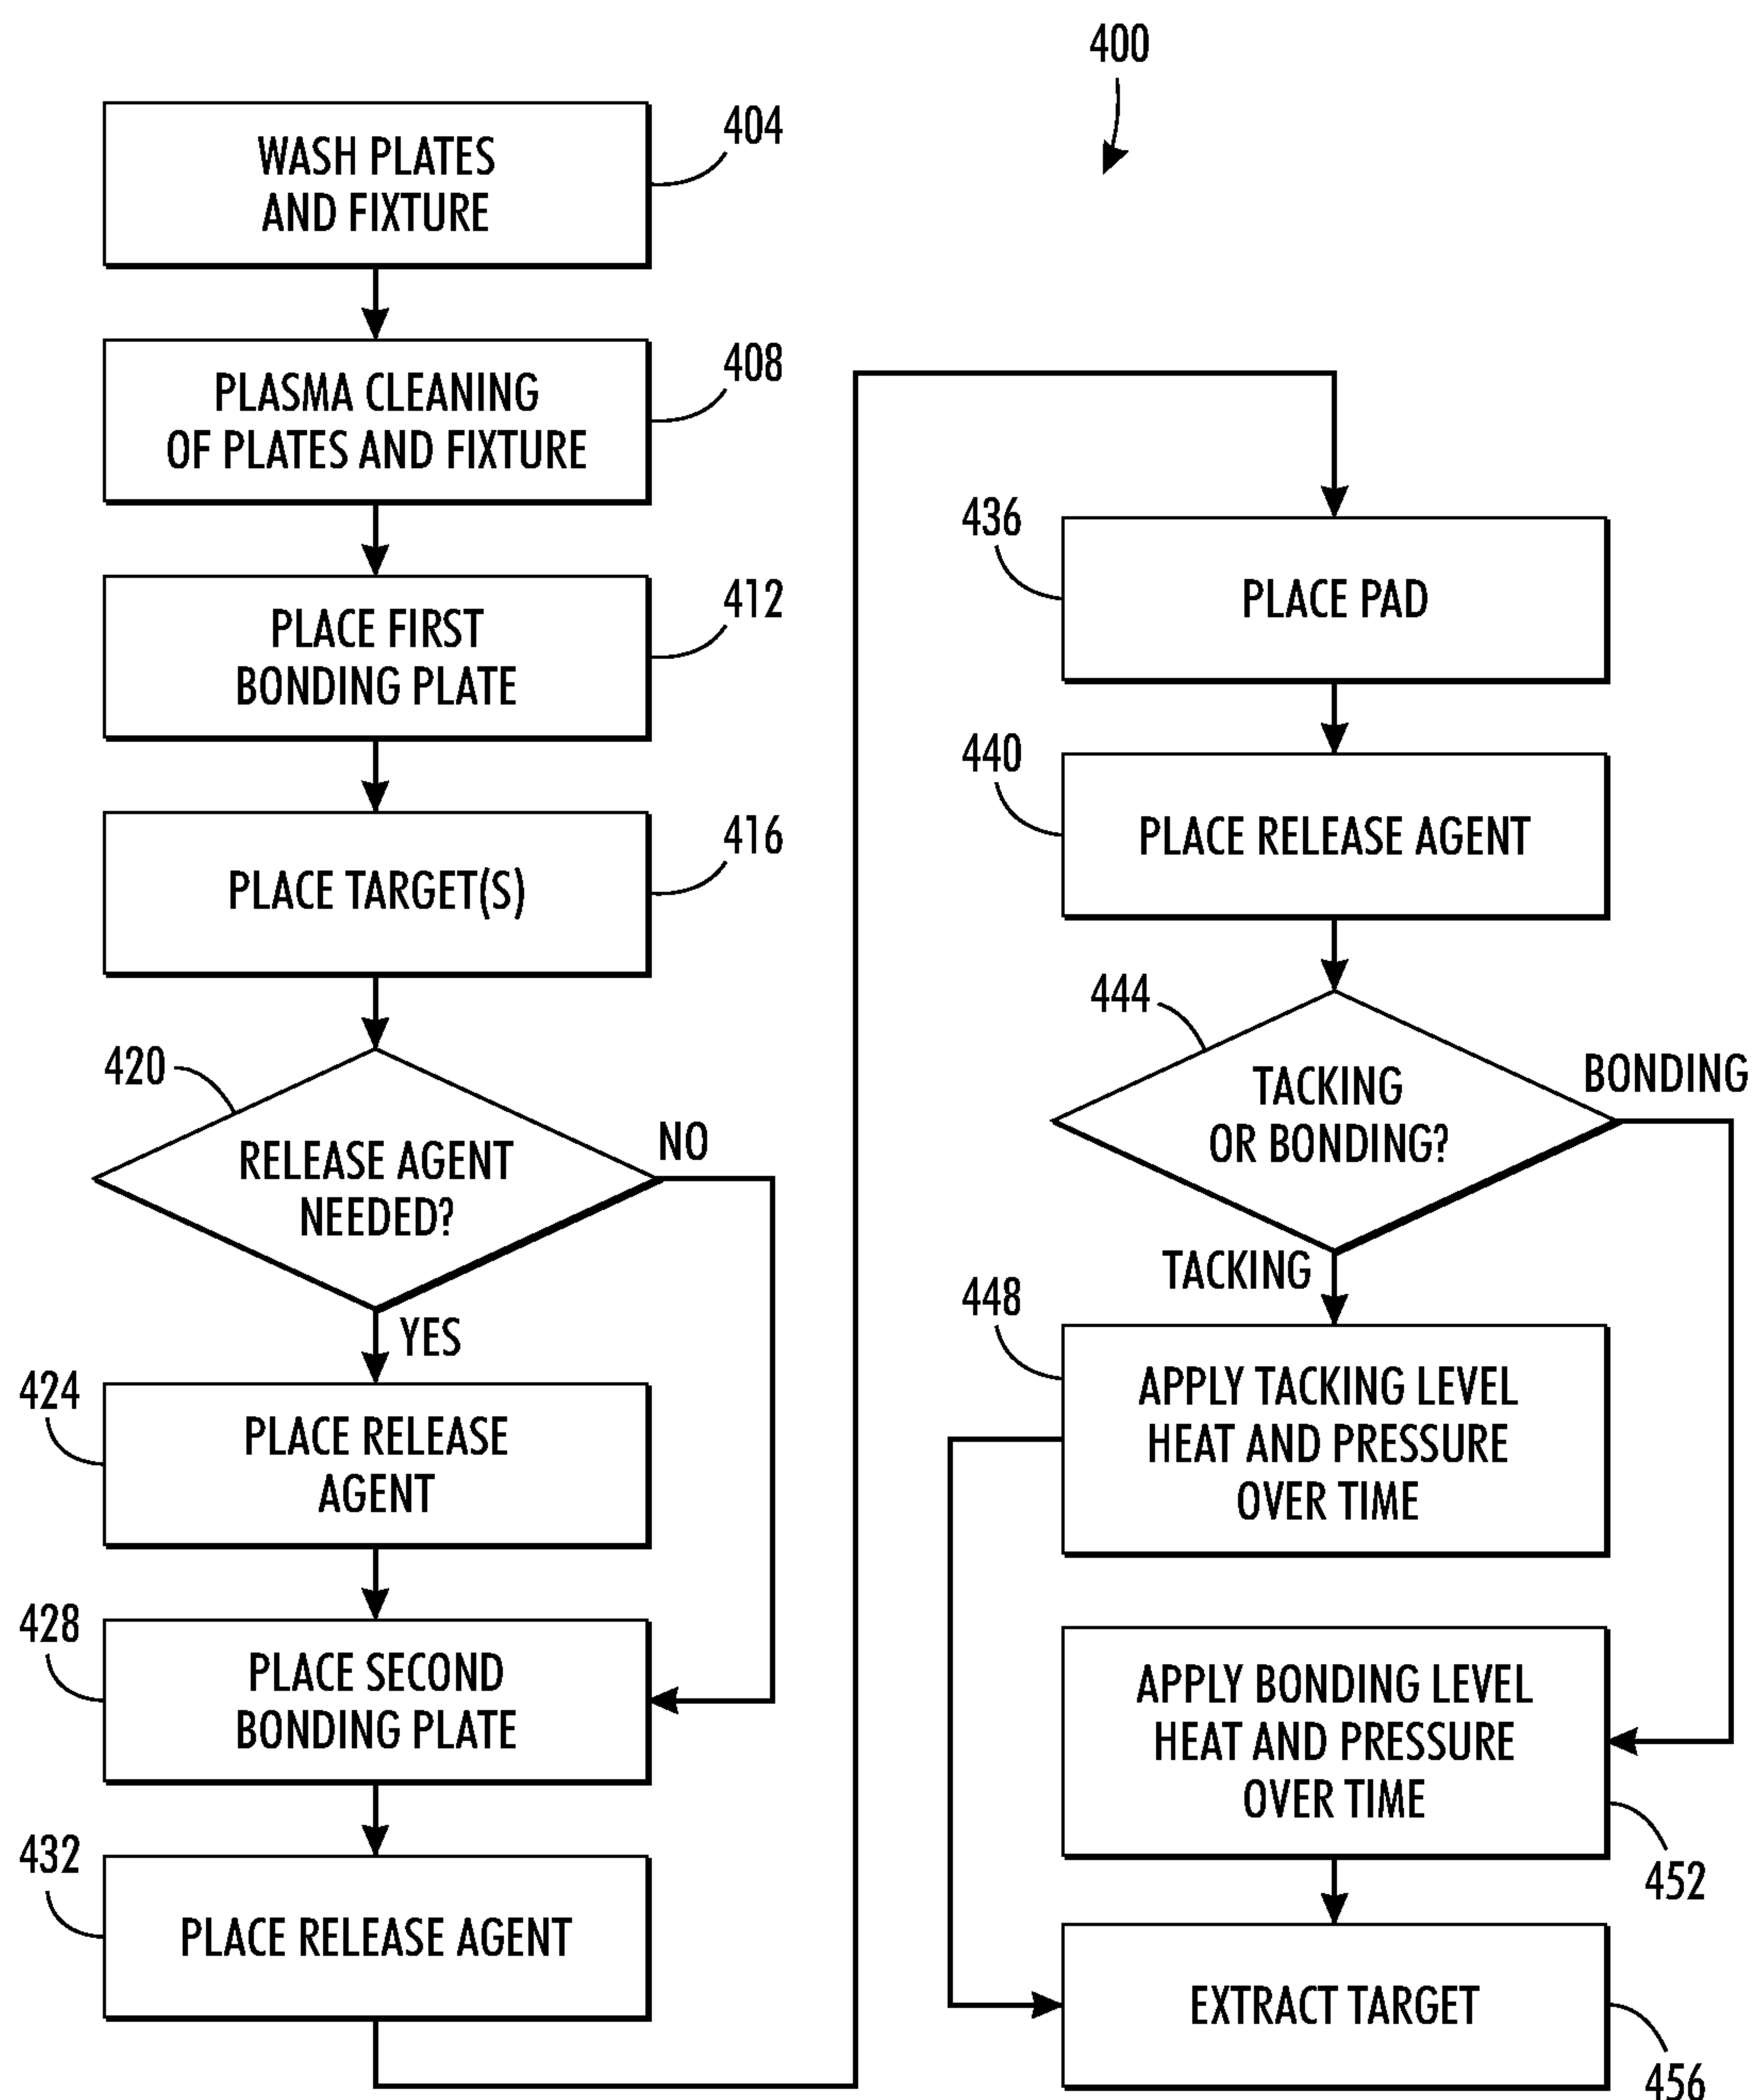 400
WASH PLATES
AND FIXTURE
404
PLASMA CLEANING
OF PLATES AND FIXTURE
408
PLACE FIRST
BONDING PLATE
412
PLACE TARGET(S)
416
420
RELEASE AGENT
NEEDED?
NO
YES
424
PLACE RELEASE
AGENT
428
PLACE SECOND
BONDING PLATE
432
PLACE RELEASE AGENT
436
PLACE PAD
440
PLACE RELEASE AGENT
444
TACKING
OR BONDING?
BONDING
TACKING
448
APPLY TACKING LEVEL
HEAT AND PRESSURE
OVER TIME
APPLY BONDING LEVEL
HEAT AND PRESSURE
OVER TIME
452
EXTRACT TARGET
456